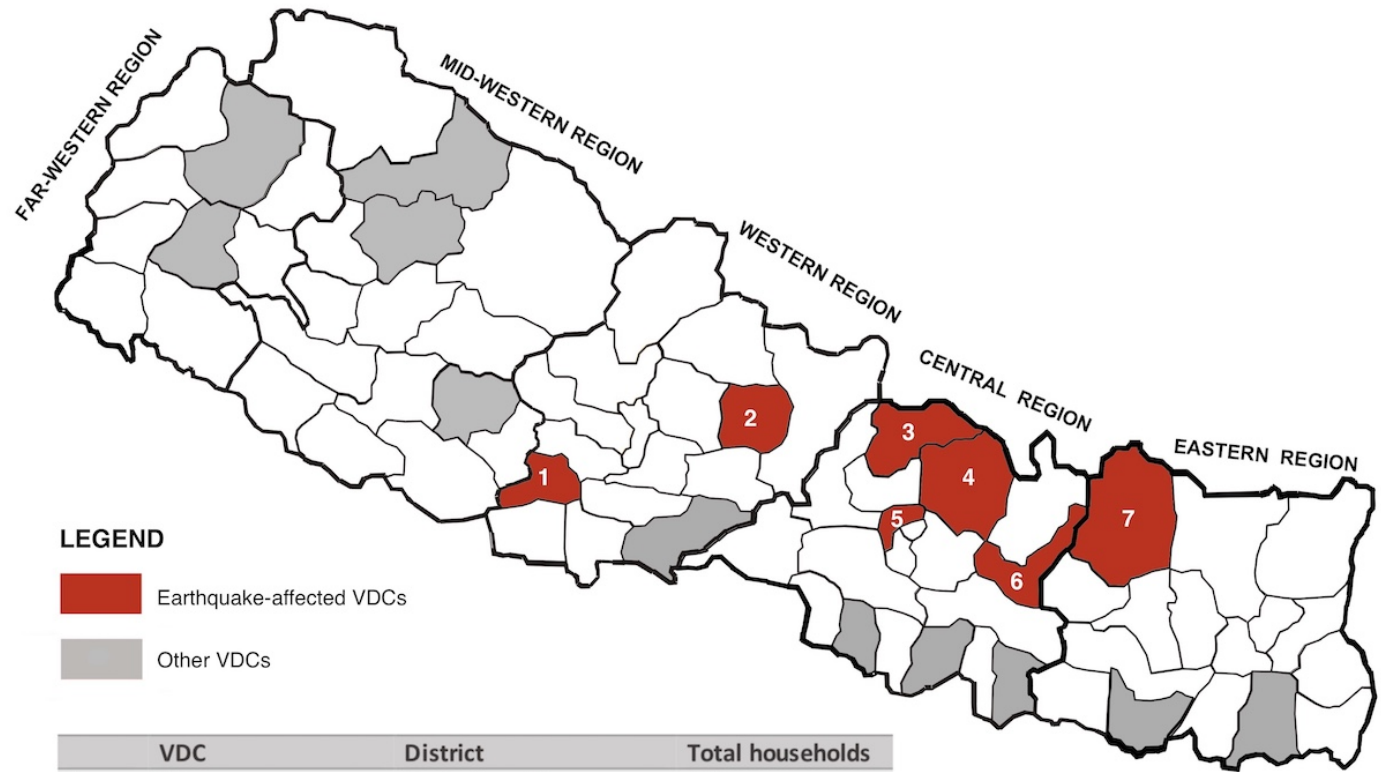 FAR-WESTERN REGION
MID-WESTERN REGION
WESTERN REGION
CENTRAL REGION
EASTERN REGION
1
2
3
4
5
6
7
LEGEND
Earthquake-affected VDCs
Other VDCs
VDC District Total households